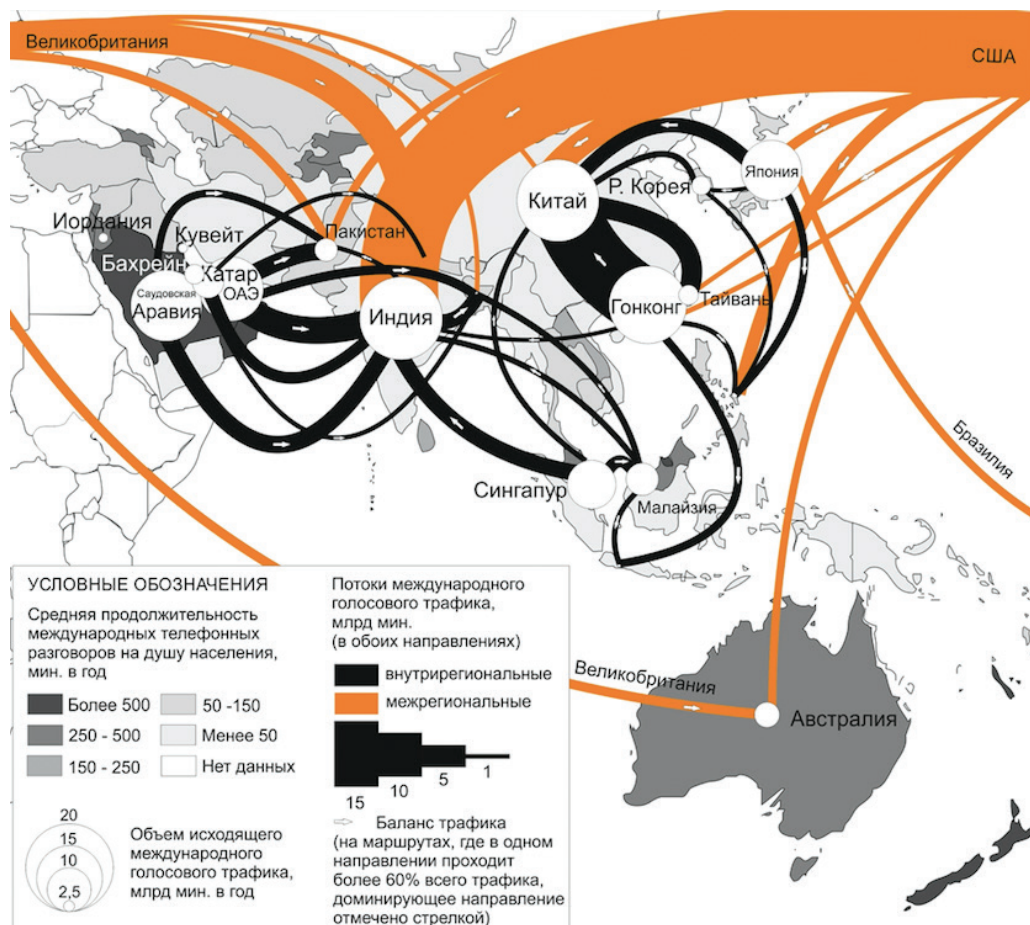 Великобритания
США
Китай
Р. Корея
Япония
Иордания
Кувейт
Пакистан
Бахрейн
Катар
ОАЭ
Саудовская
Аравия
Индия
Гонконг
Тайвань
Сингапур
Малайзия
Бразилия
Великобритания
Австралия
УСЛОВНЫЕ ОБОЗНАЧЕНИЯ
Средняя продолжительность
международных телефонных
разговоров на душу населения,
мин. в год
Более 500
50 -150
250 - 500
Менее 50
150 - 250
Нет данных
20
15
10
2,5
Объем исходящего
международного
голосового трафика,
млрд мин. в год
Потоки международного
голосового трафика,
млрд мин.
(в обоих направлениях)
внутрирегиональные
межрегиональные
15
10
5
1
Баланс трафика
(на маршрутах, где в одном
направлении проходит
более 60% всего трафика,
доминирующее направление
отмечено стрелкой)